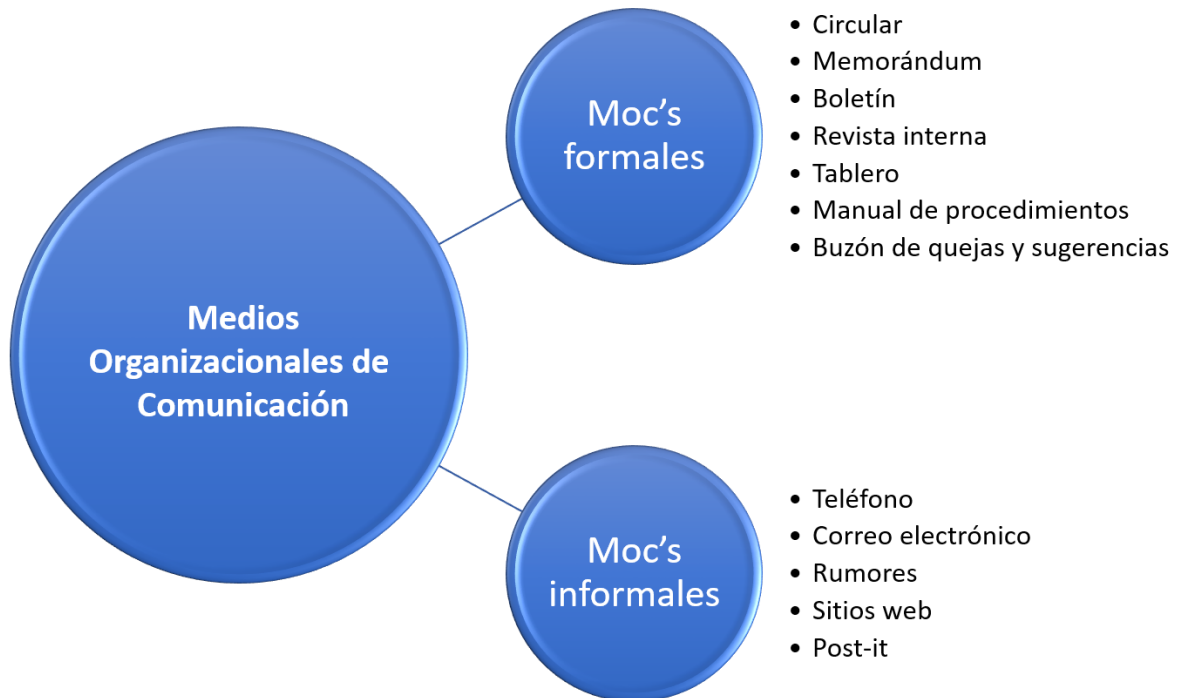 Medios
Organizacionales de
Comunicación
Moc’s
formales
• Circular
• Memorándum
• Boletín
• Revista interna
• Tablero
• Manual de procedimientos
• Buzón de quejas y sugerencias
Moc’s
informales
• Teléfono
• Correo electrónico
• Rumores
• Sitios web
• Post-it